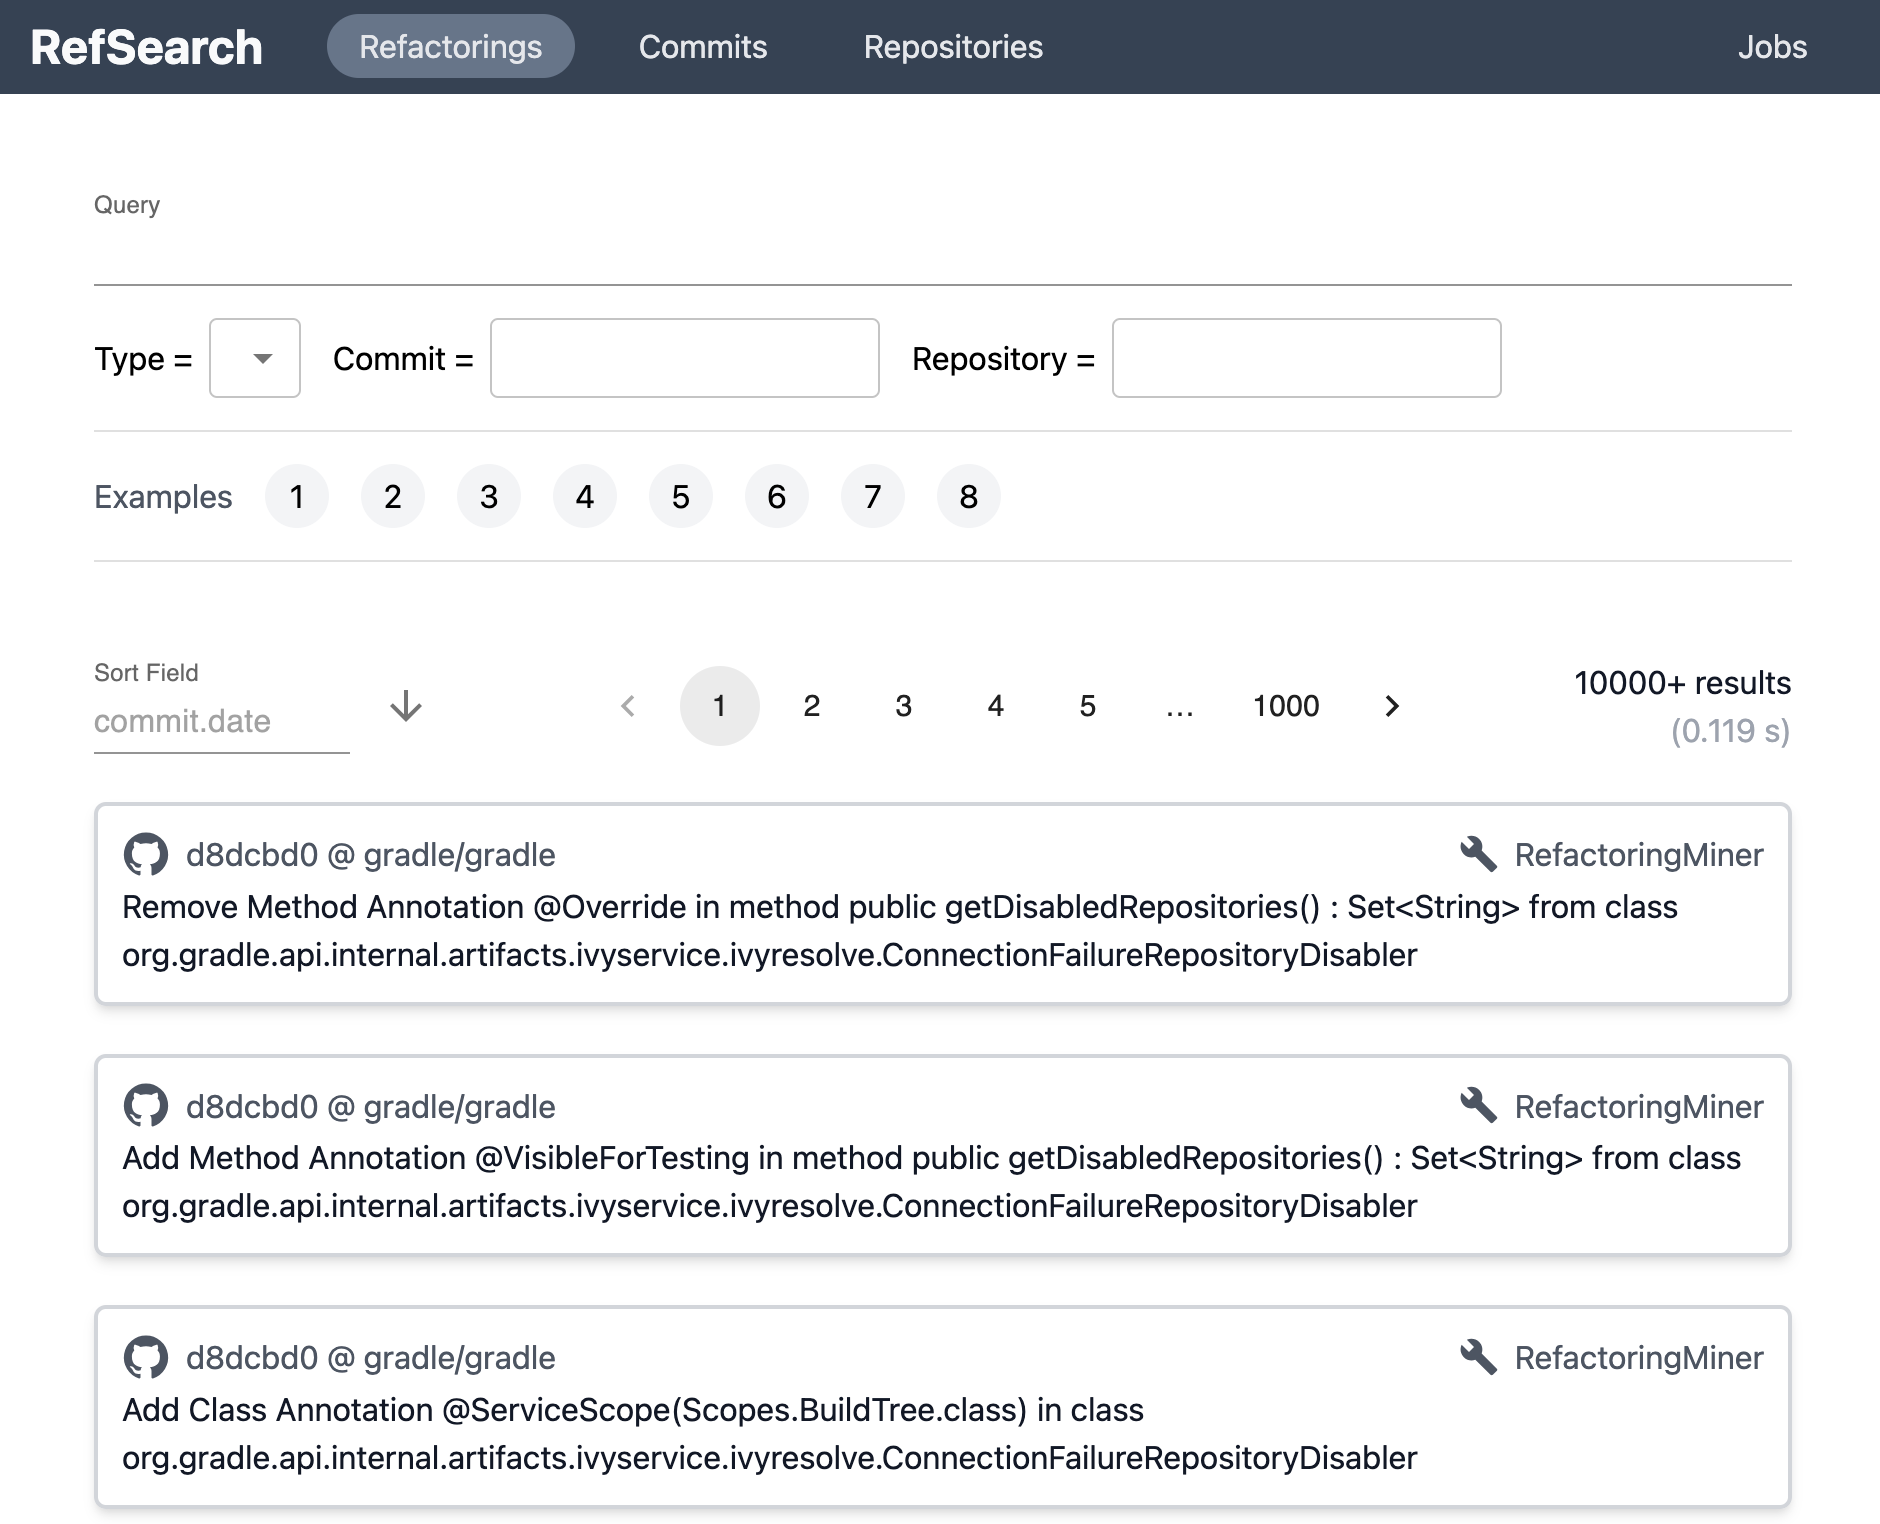 RefSearch Refactorings Commits Repositories Jobs
Query
Type = Commit = Repository =
Examples 1 2 3 4 5 6 7 8
Sort Field
commit.date
1 2 3 4 5 ... 1000
10000+ results
(0.119 s)
d8dcbd0 @ gradle/gradle RefactoringMiner
Remove Method Annotation @Override in method public getDisabledRepositories() : Set<String> from class
org.gradle.api.internal.artifacts.ivyservice.ivyresolve.ConnectionFailureRepositoryDisabler
d8dcbd0 @ gradle/gradle RefactoringMiner
Add Method Annotation @VisibleForTesting in method public getDisabledRepositories() : Set<String> from class
org.gradle.api.internal.artifacts.ivyservice.ivyresolve.ConnectionFailureRepositoryDisabler
d8dcbd0 @ gradle/gradle RefactoringMiner
Add Class Annotation @ServiceScope(Scopes.BuildTree.class) in class
org.gradle.api.internal.artifacts.ivyservice.ivyresolve.ConnectionFailureRepositoryDisabler